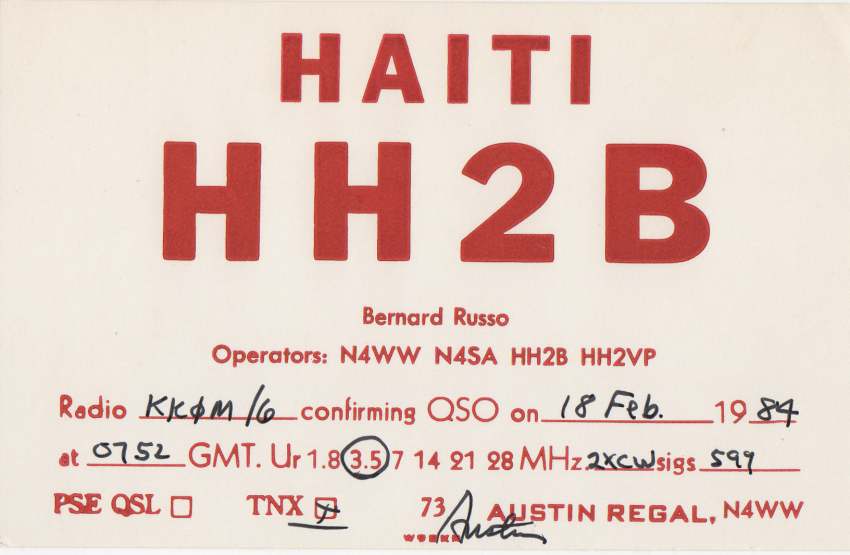 HAITI
HH2B
Bernard Russo
Operators: N4WW N4SA HH2B HH2VP
Radio KKØM/6 confirming QSO on 18 Feb. 1984
at 0752 GMT. Ur 1.8 3.5 7 14 21 28 MHz 2XCW sigs 599
PSE QSL TNX X 73 Austin AUSTIN REGAL, N4WW